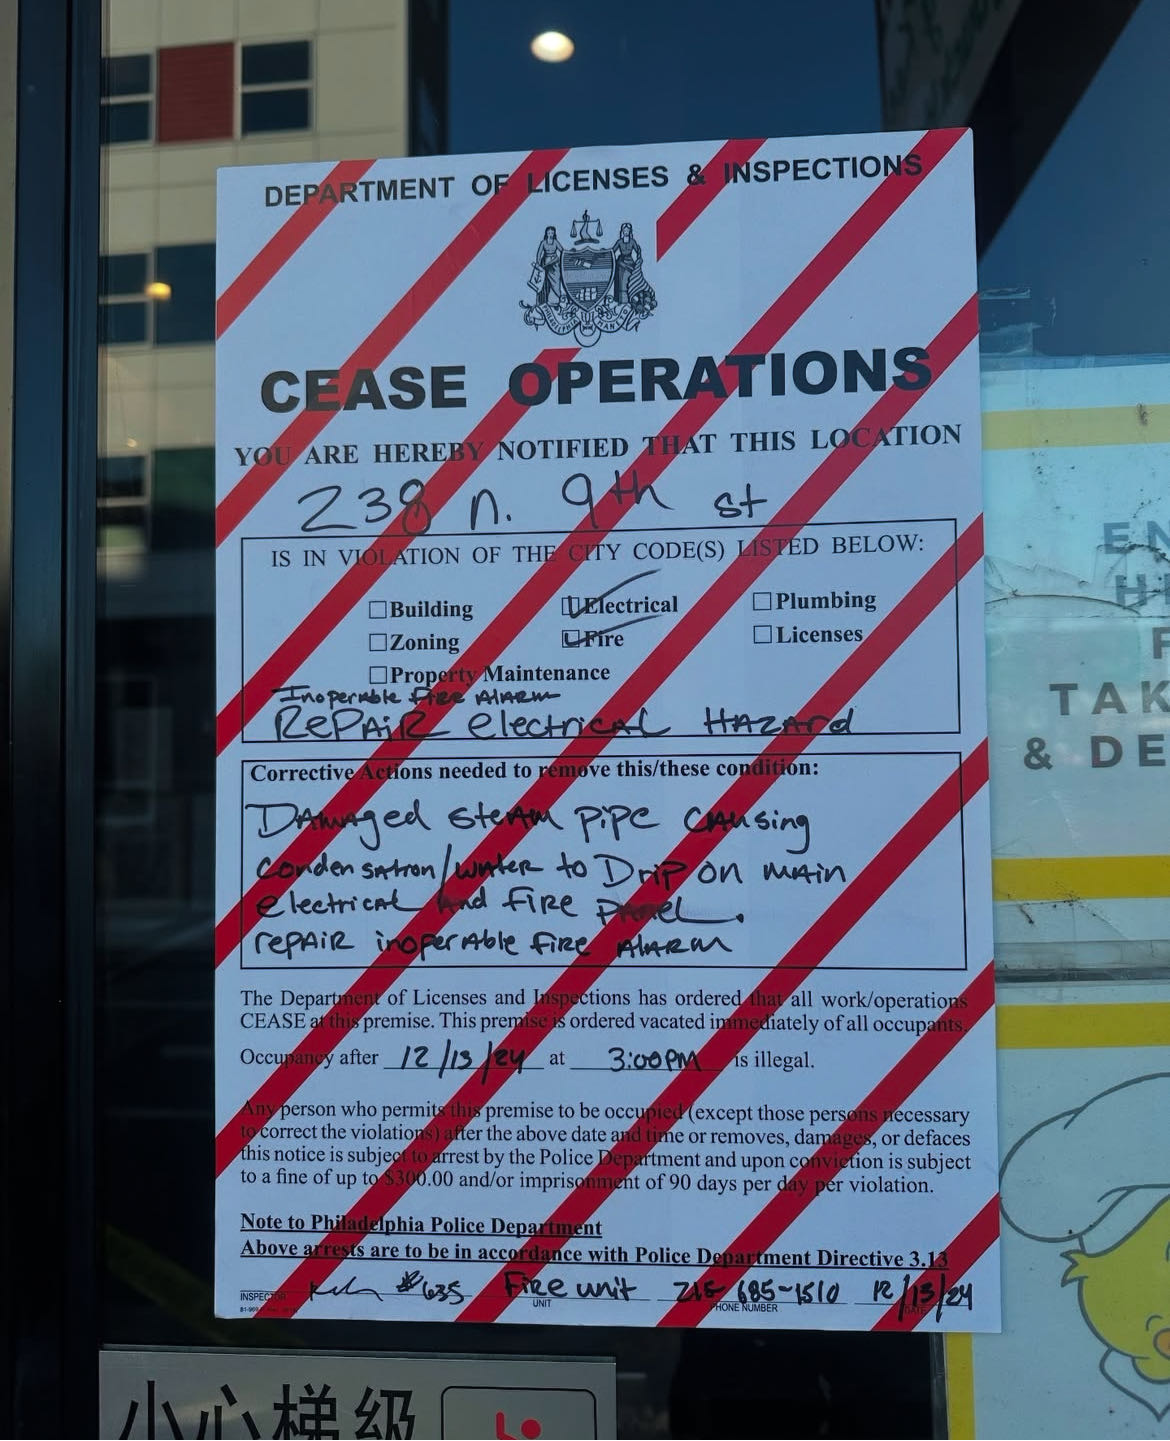 DEPARTMENT OF LICENSES & INSPECTIONS
CEASE OPERATIONS
YOU ARE HEREBY NOTIFIED THAT THIS LOCATION
238 n. 9th st
IS IN VIOLATION OF THE CITY CODE(S) LISTED BELOW:
Building Electrical Plumbing
Zoning Fire Licenses
Property Maintenance
Inoperable Fire Alarm
Repair electrical Hazard
Corrective Actions needed to remove this/these condition:
Damaged steam pipe causing
condensation/water to Drip on main
electrical and fire panel.
repair inoperable fire Alarm
The Department of Licenses and Inspections has ordered that all work/operations
CEASE at this premise. This premise is ordered vacated immediately of all occupants.
Occupancy after 12/13/24 at 3:00PM is illegal.
Any person who permits this premise to be occupied (except those persons necessary
to correct the violations) after the above date and time or removes, damages, or defaces
this notice is subject to arrest by the Police Department and upon conviction is subject
to a fine of up to $300.00 and/or imprisonment of 90 days per day per violation.
Note to Philadelphia Police Department
Above arrests are to be in accordance with Police Department Directive 3.13
#635 Fire unit 215 685-1510 12/13/24
INSPECTOR UNIT PHONE NUMBER DATE
小心梯级
EN
H
F
TAK
& DE